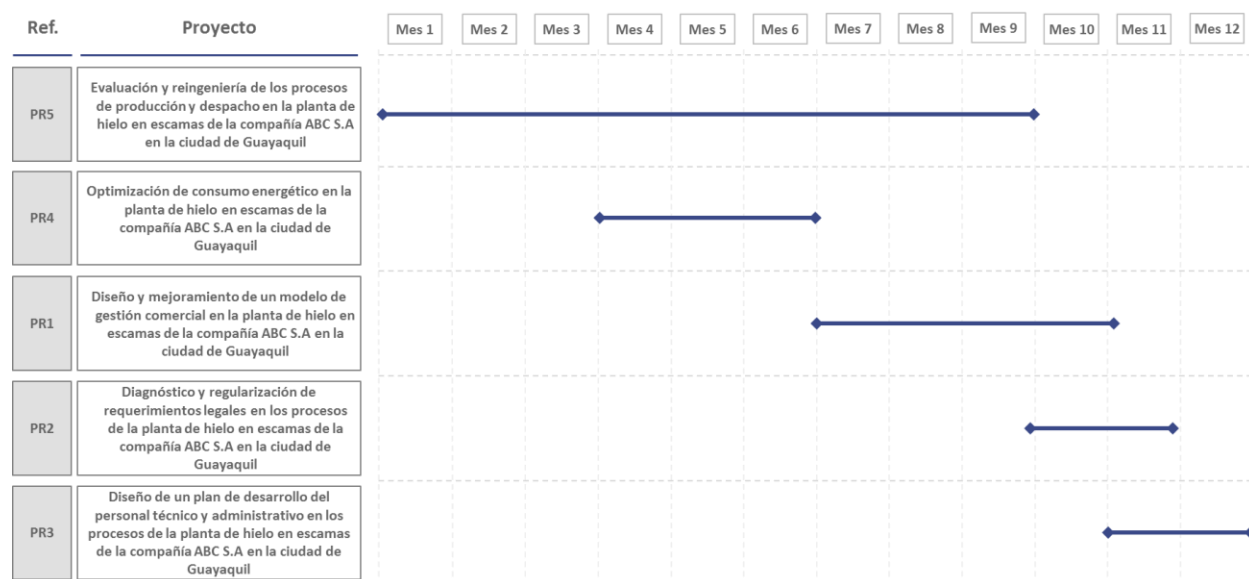 Ref.
Proyecto
Mes 1
Mes 2
Mes 3
Mes 4
Mes 5
Mes 6
Mes 7
Mes 8
Mes 9
Mes 10
Mes 11
Mes 12
PR5
Evaluación y reingeniería de los procesos
de producción y despacho en la planta de
hielo en escamas de la compañía ABC S.A
en la ciudad de Guayaquil
PR4
Optimización de consumo energético en la
planta de hielo en escamas de la
compañía ABC S.A en la ciudad de
Guayaquil
PR1
Diseño y mejoramiento de un modelo de
gestión comercial en la planta de hielo en
escamas de la compañía ABC S.A en la
ciudad de Guayaquil
PR2
Diagnóstico y regularización de
requerimientos legales en los procesos
de la planta de hielo en escamas de la
compañía ABC S.A en la ciudad de
Guayaquil
PR3
Diseño de un plan de desarrollo del
personal técnico y administrativo en los
procesos de la planta de hielo en escamas
de la compañía ABC S.A en la ciudad de
Guayaquil